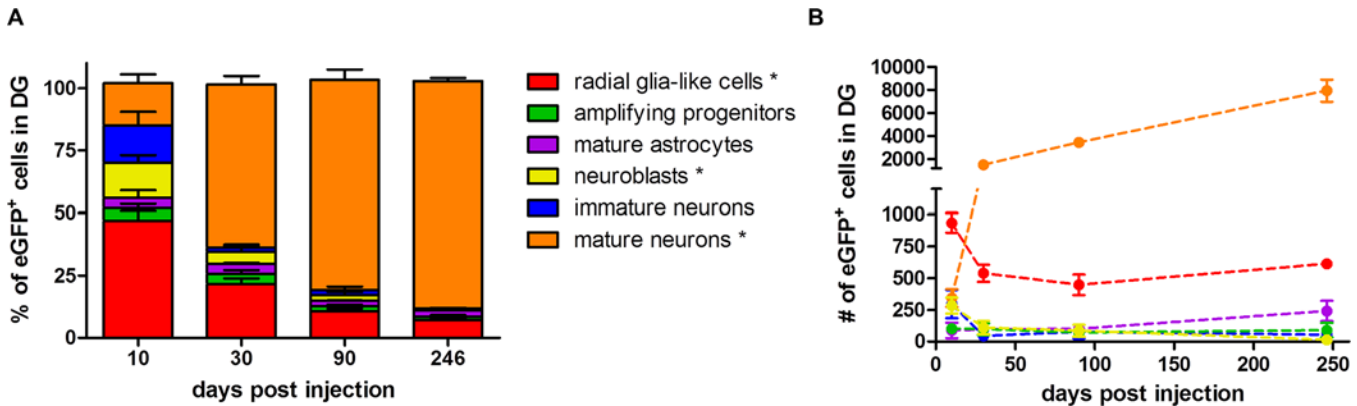 A
% of eGFP⁺ cells in DG
100
75
50
25
0
10 30 90 246
days post injection
radial glia-like cells *
amplifying progenitors
mature astrocytes
neuroblasts *
immature neurons
mature neurons *
B
# of eGFP⁺ cells in DG
10000
8000
6000
4000
2000
1000
750
500
250
0
0 50 100 150 200 250
days post injection